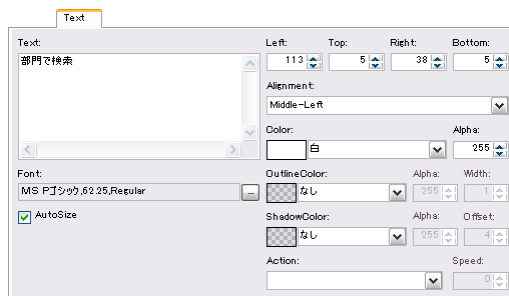 Text
Text:
部門で検索
Left:
Top:
Right:
Bottom:
113
5
38
5
Alignment:
Middle-Left
Color:
Alpha:
白
255
Font:
MS Pゴシック,62.25,Regular
...
AutoSize
OutlineColor:
Alpha:
Width:
なし
255
1
ShadowColor:
Alpha:
Offset:
なし
255
4
Action:
Speed:
0